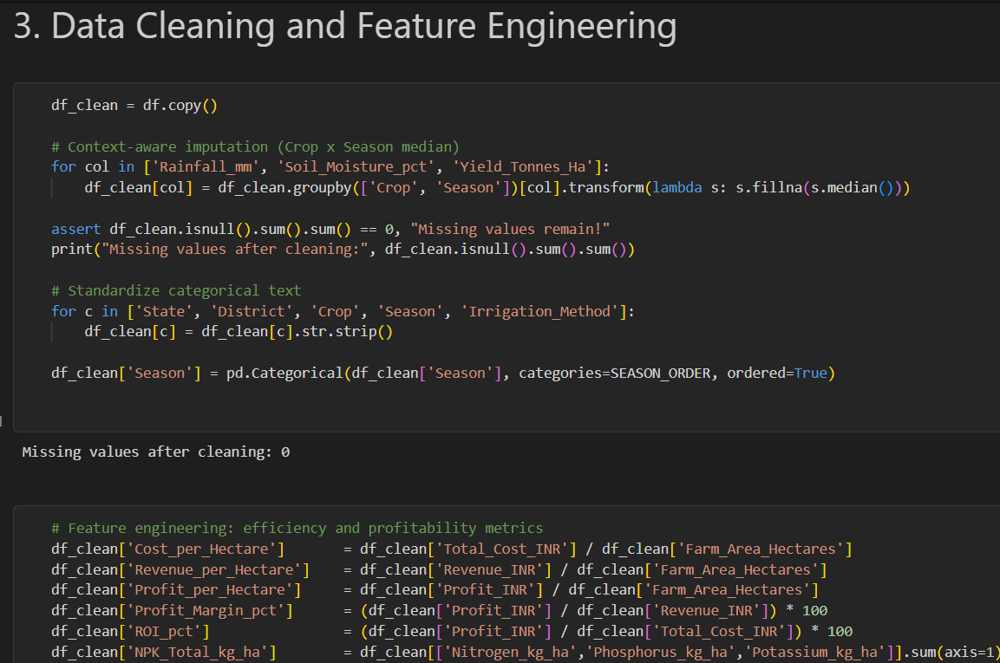 3. Data Cleaning and Feature Engineering
df_clean = df.copy()
# Context-aware imputation (Crop x Season median)
for col in ['Rainfall_mm', 'Soil_Moisture_pct', 'Yield_Tonnes_Ha']:
    df_clean[col] = df_clean.groupby(['Crop', 'Season'])[col].transform(lambda s: s.fillna(s.median()))
assert df_clean.isnull().sum().sum() == 0, "Missing values remain!"
print("Missing values after cleaning:", df_clean.isnull().sum().sum())
# Standardize categorical text
for c in ['State', 'District', 'Crop', 'Season', 'Irrigation_Method']:
    df_clean[c] = df_clean[c].str.strip()
df_clean['Season'] = pd.Categorical(df_clean['Season'], categories=SEASON_ORDER, ordered=True)
Missing values after cleaning: 0
# Feature engineering: efficiency and profitability metrics
df_clean['Cost_per_Hectare']       = df_clean['Total_Cost_INR'] / df_clean['Farm_Area_Hectares']
df_clean['Revenue_per_Hectare']    = df_clean['Revenue_INR'] / df_clean['Farm_Area_Hectares']
df_clean['Profit_per_Hectare']     = df_clean['Profit_INR'] / df_clean['Farm_Area_Hectares']
df_clean['Profit_Margin_pct']      = (df_clean['Profit_INR'] / df_clean['Revenue_INR']) * 100
df_clean['ROI_pct']                = (df_clean['Profit_INR'] / df_clean['Total_Cost_INR']) * 100
df_clean['NPK_Total_kg_ha']        = df_clean[['Nitrogen_kg_ha','Phosphorus_kg_ha','Potassium_kg_ha']].sum(axis=1)